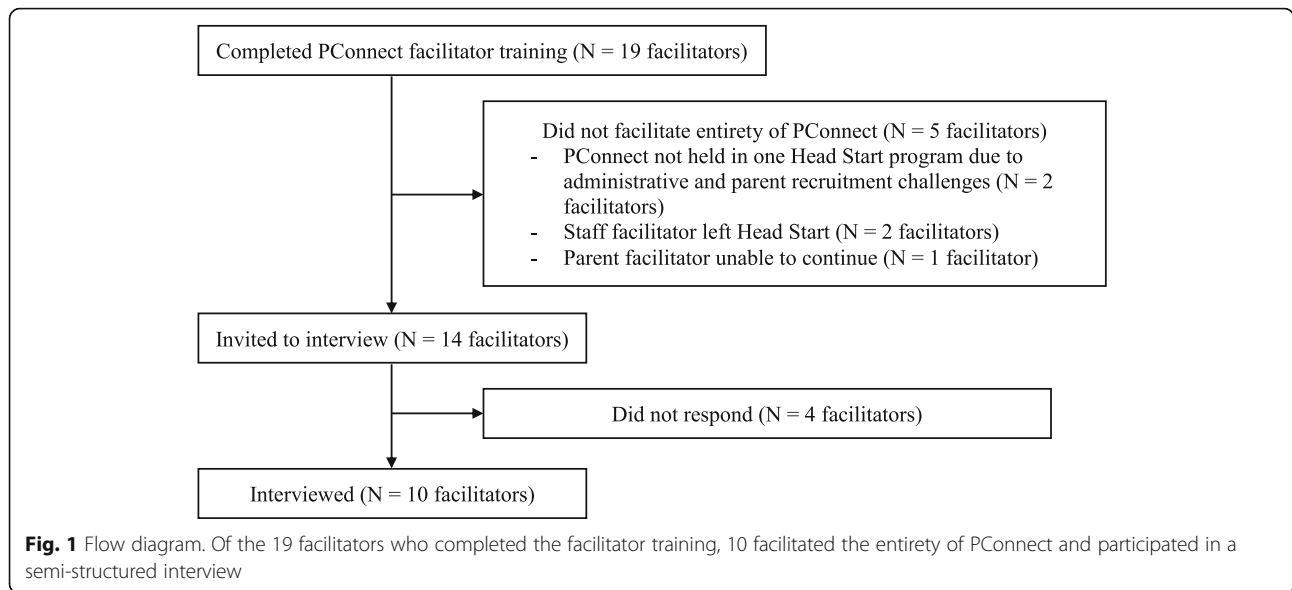 Completed PConnect facilitator training (N = 19 facilitators)
Did not facilitate entirety of PConnect (N = 5 facilitators)
- PConnect not held in one Head Start program due to
administrative and parent recruitment challenges (N = 2
facilitators)
- Staff facilitator left Head Start (N = 2 facilitators)
- Parent facilitator unable to continue (N = 1 facilitator)
Invited to interview (N = 14 facilitators)
Did not respond (N = 4 facilitators)
Interviewed (N = 10 facilitators)
Fig. 1 Flow diagram. Of the 19 facilitators who completed the facilitator training, 10 facilitated the entirety of PConnect and participated in a
semi-structured interview